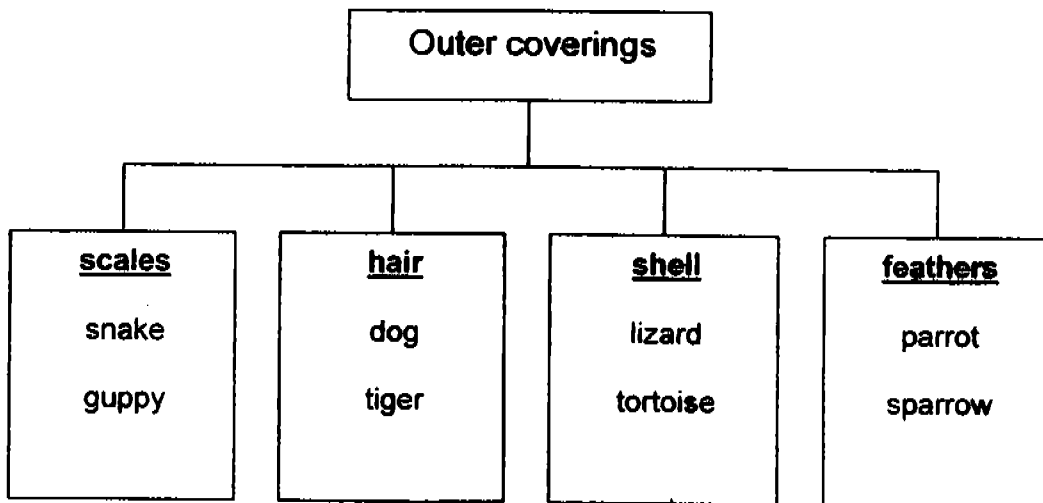 Outer coverings
scales
snake
guppy
hair
dog
tiger
shell
lizard
tortoise
feathers
parrot
sparrow